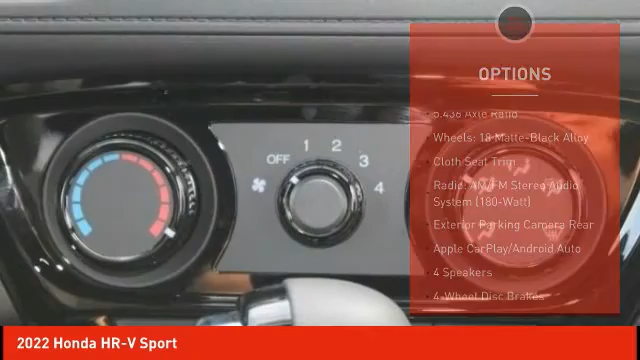 OPTIONS
5.436 Axle Ratio
Wheels: 18 Matte-Black Alloy
Cloth Seat Trim
Radio: AM/FM Stereo Audio
System (180-Watt)
Exterior Parking Camera Rear
Apple CarPlay/Android Auto
4 Speakers
4-Wheel Disc Brakes
OFF 1 2 3 4
2022 Honda HR-V Sport